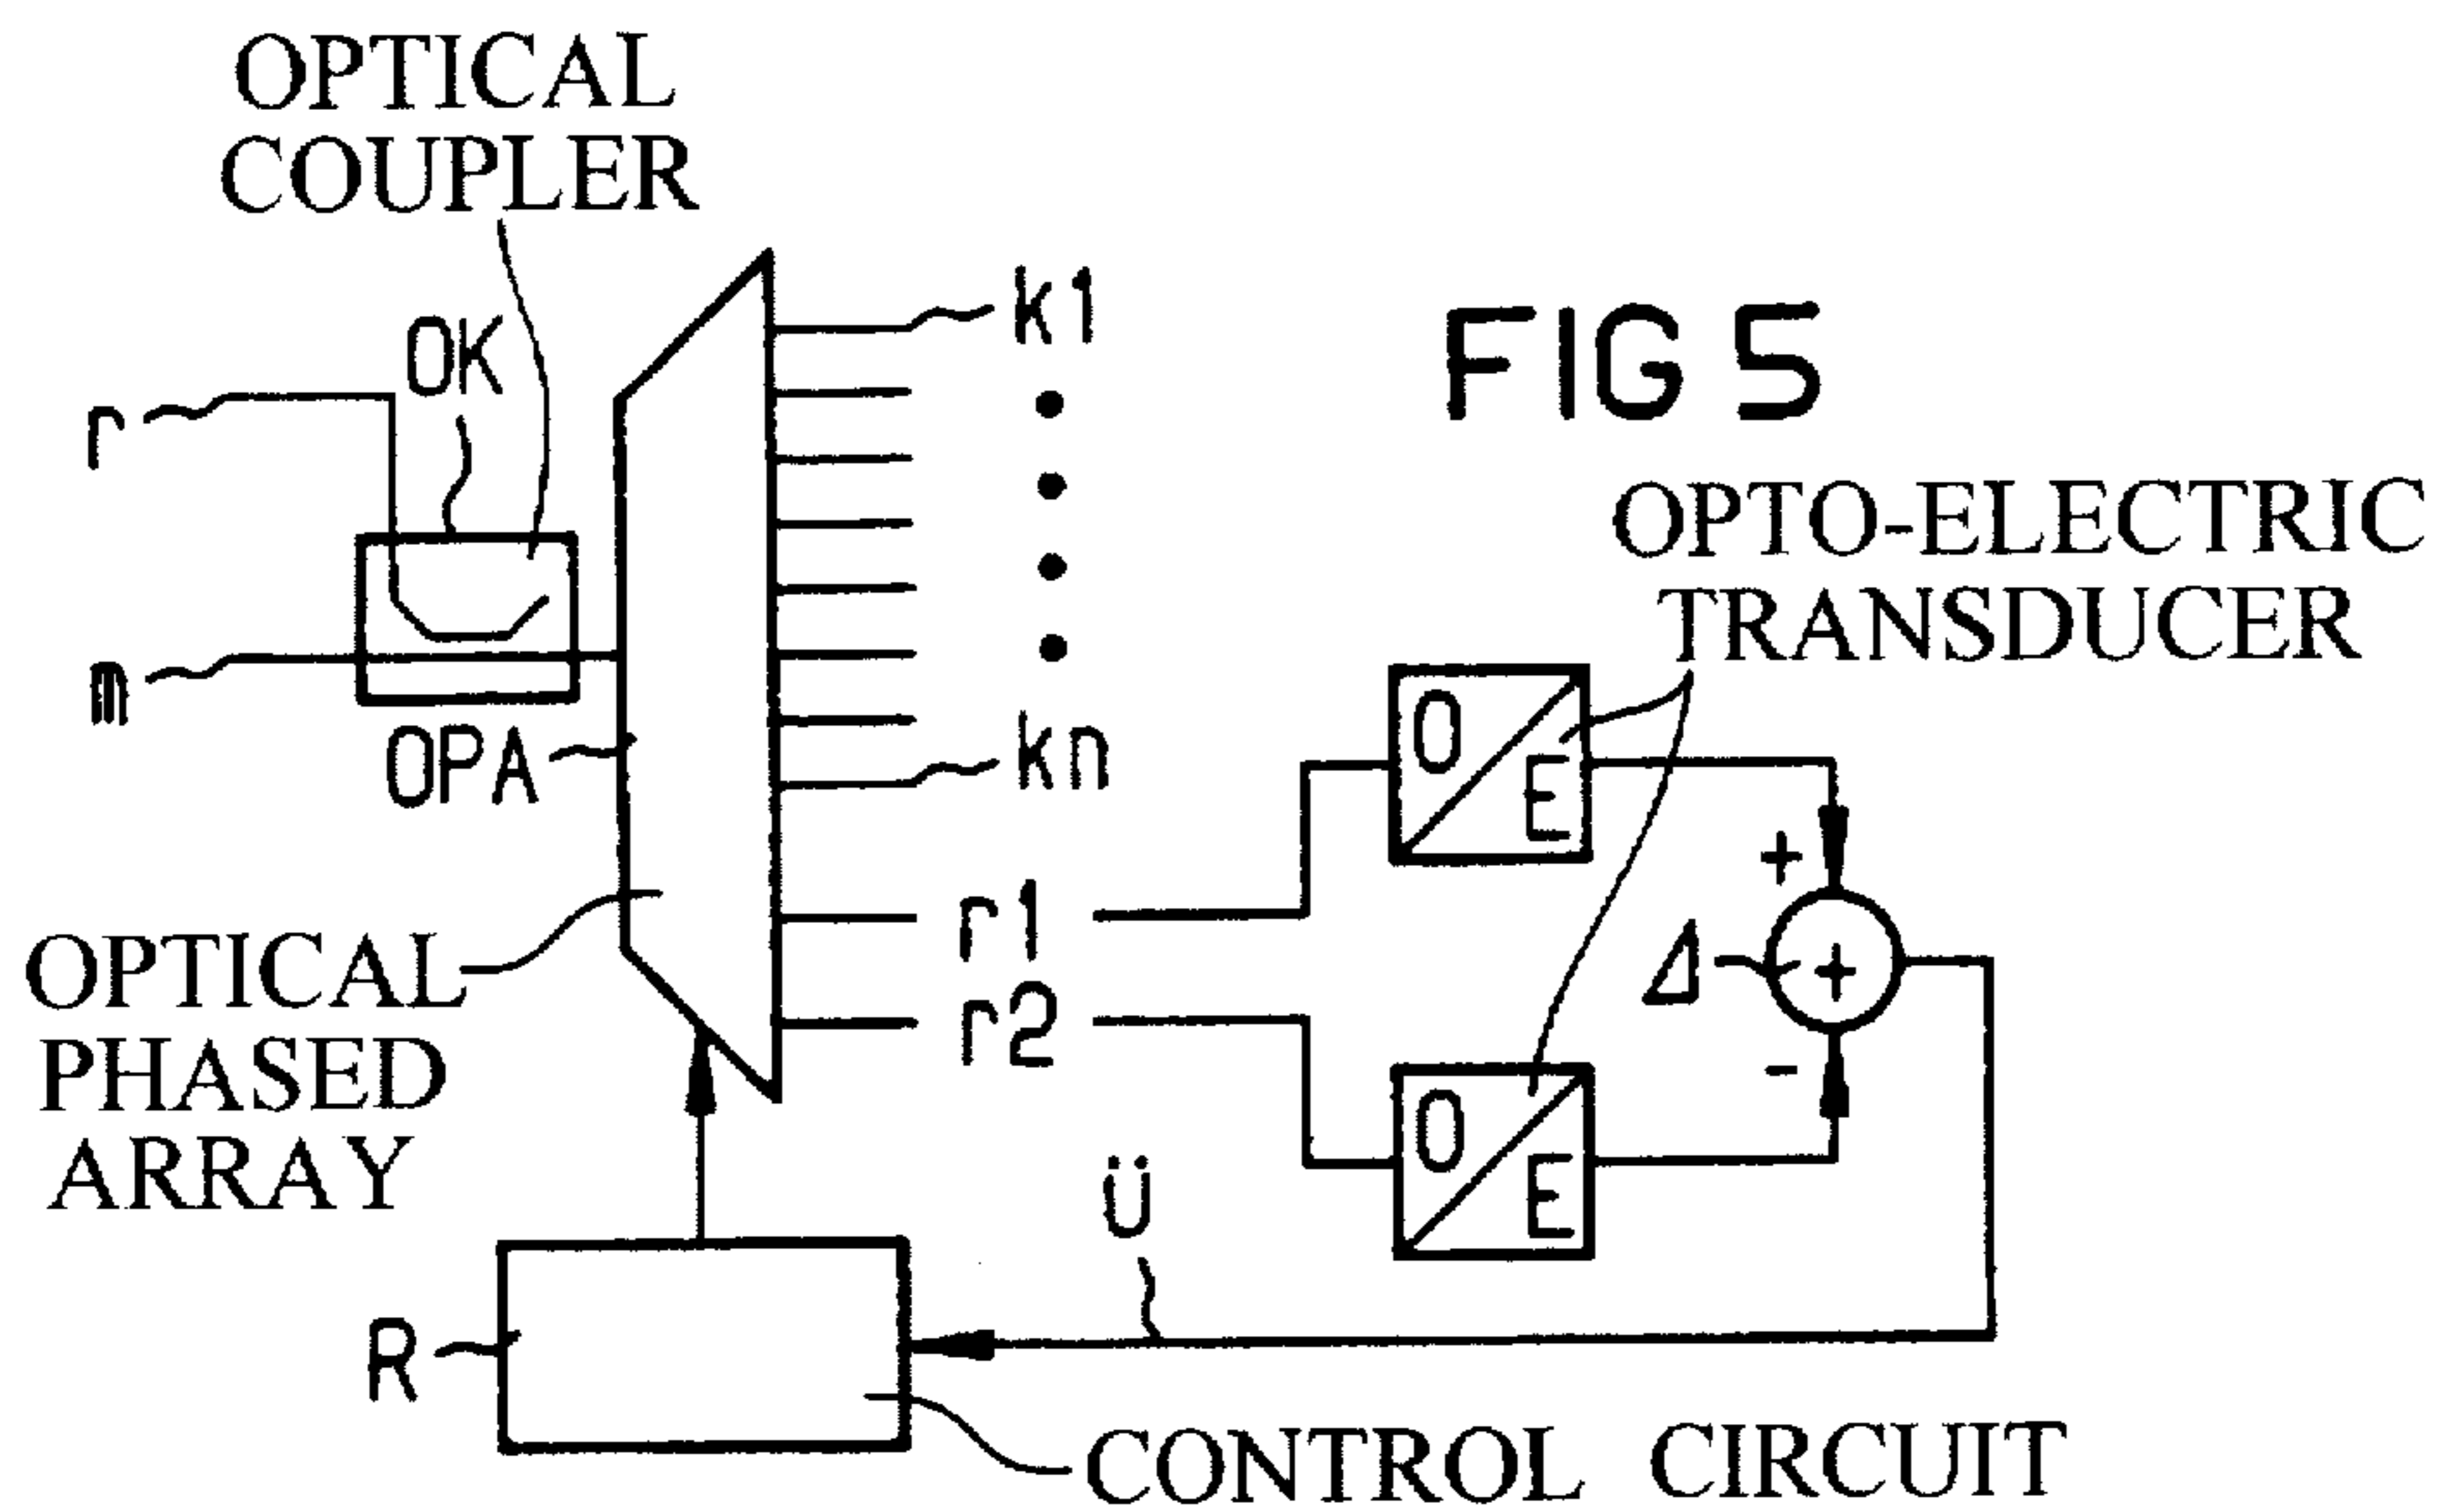 OPTICAL
COUPLER
OK
k1
FIG 5
r
OPTO-ELECTRIC
TRANSDUCER
m
OPA
kn
O
E
+
r1
OPTICAL
PHASED
ARRAY
Δ
+
r2
-
O
E
ü
R
CONTROL CIRCUIT